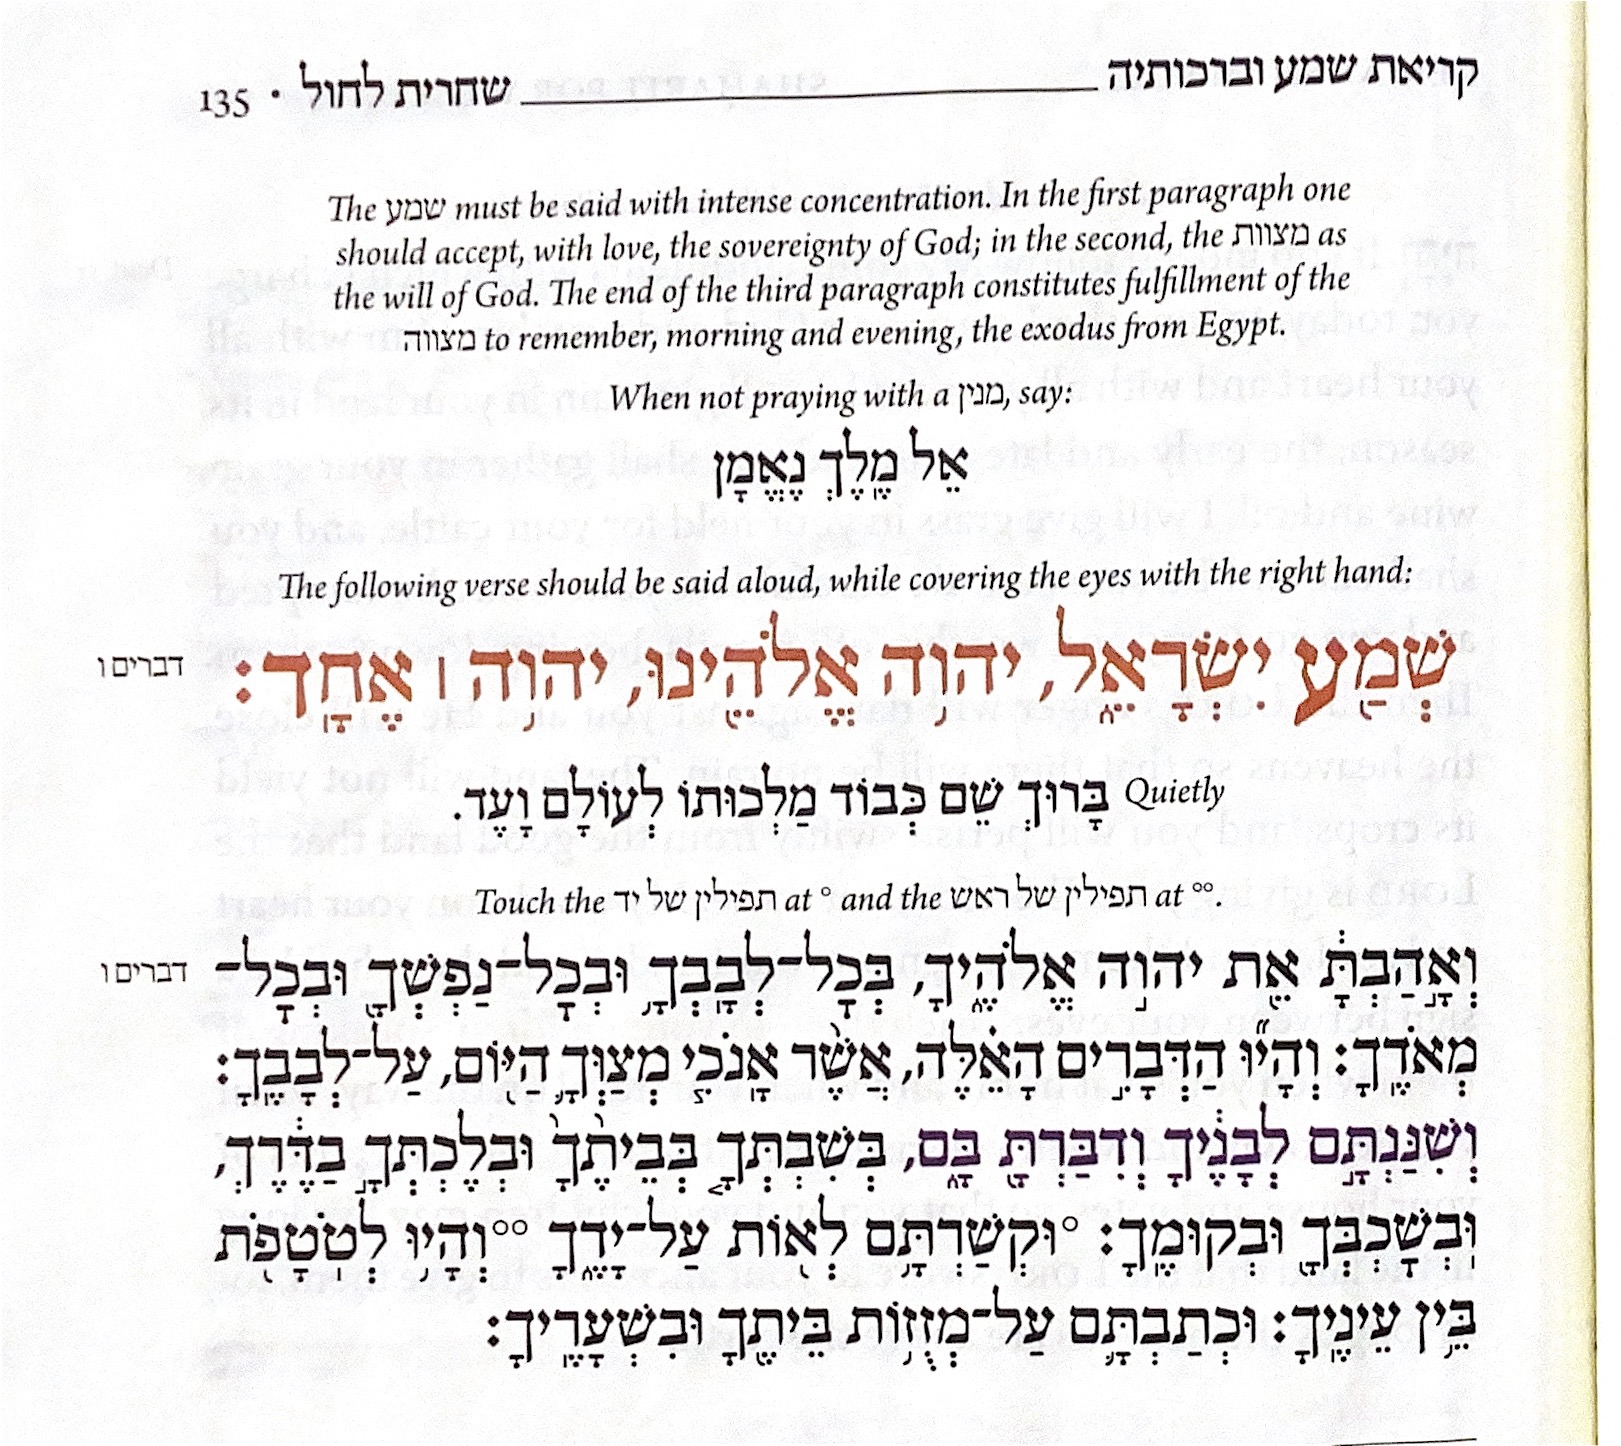 קריאת שמע וברכותיה שחרית לחול • 135
The שמע must be said with intense concentration. In the first paragraph one
should accept, with love, the sovereignty of God; in the second, the מצוות as
the will of God. The end of the third paragraph constitutes fulfillment of the
מצווה to remember, morning and evening, the exodus from Egypt.
When not praying with a מנין, say:
אֵל מֶֽלֶךְ נֶאֱמָן
The following verse should be said aloud, while covering the eyes with the right hand:
דברים ו
שְׁמַ֖ע יִשְׂרָאֵ֑ל, יהוה אֱלֹהֵ֖ינוּ, יהוה ׀ אֶחָֽד׃
Quietly בָּרוּךְ שֵׁם כְּבוֹד מַלְכוּתוֹ לְעוֹלָם וָעֶד.
Touch the תפילין של יד at ° and the תפילין של ראש at °°.
דברים ו
וְאָ֣הַבְתָּ֔ אֵ֖ת יהוה אֱלֹהֶ֑יךָ, בְּכׇל־לְבָבְךָ֥ וּבְכׇל־נַפְשְׁךָ֖ וּבְכׇל־
מְאֹדֶֽךָ׃ וְהָי֞וּ הַדְּבָרִ֣ים הָאֵ֗לֶּה, אֲשֶׁ֨ר אָֽנֹכִ֧י מְצַוְּךָ֛ הַיּ֖וֹם, עַל־לְבָבֶֽךָ׃
וְשִׁנַּנְתָּ֣ם לְבָנֶ֔יךָ וְדִבַּרְתָּ֖ בָּ֑ם, בְּשִׁבְתְּךָ֤ בְּבֵיתֶ֙ךָ֙ וּבְלֶכְתְּךָ֣ בַדֶּ֔רֶךְ,
וּֽבְשָׁכְבְּךָ֖ וּבְקוּמֶֽךָ׃ °וּקְשַׁרְתָּ֥ם לְא֖וֹת עַל־יָדֶ֑ךָ °°וְהָי֥וּ לְטֹֽטָפֹ֖ת
בֵּ֥ין עֵינֶֽיךָ׃ וּכְתַבְתָּ֛ם עַל־מְזֻז֥וֹת בֵּיתֶ֖ךָ וּבִשְׁעָרֶֽיךָ׃